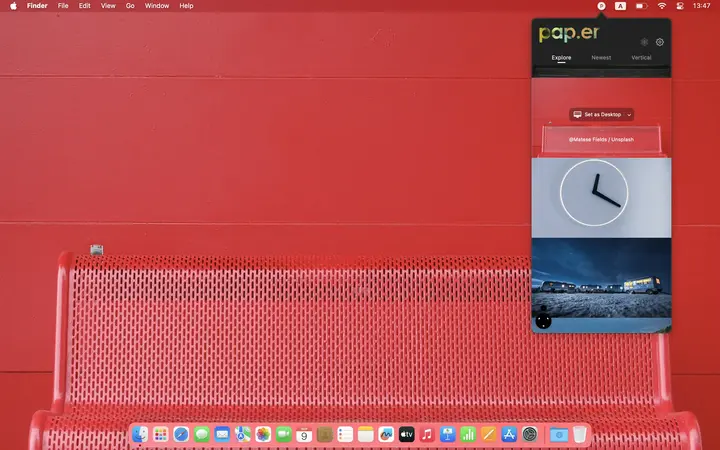 Finder File Edit View Go Window Help
P A 13:47
pap.er
Explore Newest Vertical
Set as Desktop
@Matese Fields / Unsplash
9
tv